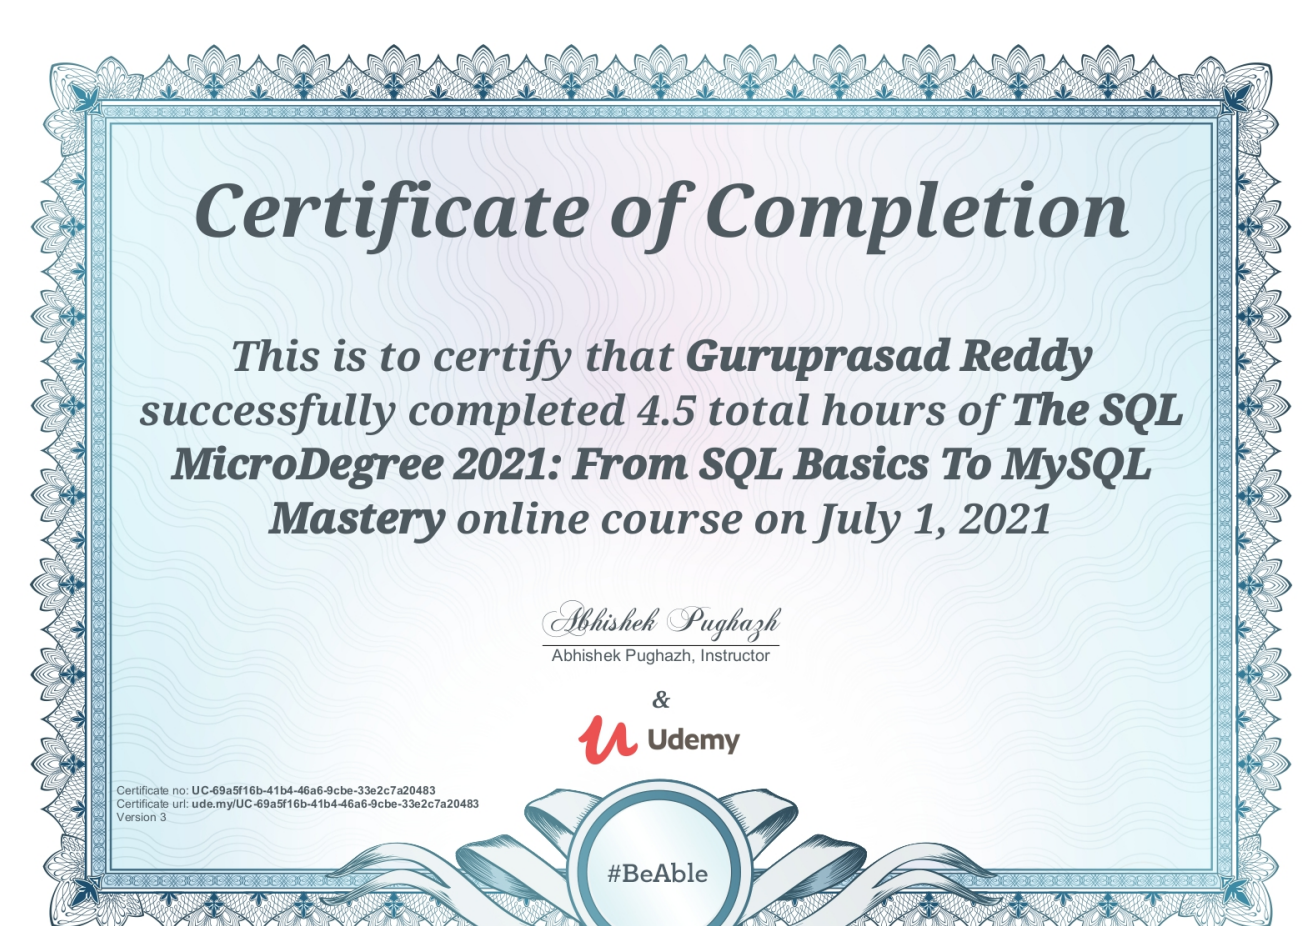 Certificate of Completion
This is to certify that Guruprasad Reddy
successfully completed 4.5 total hours of The SQL
MicroDegree 2021: From SQL Basics To MySQL
Mastery online course on July 1, 2021
Abhishek Pughazh
Abhishek Pughazh, Instructor
&
Udemy
Certificate no: UC-69a5f16b-41b4-46a6-9cbe-33e2c7a20483
Certificate url: ude.my/UC-69a5f16b-41b4-46a6-9cbe-33e2c7a20483
Version 3
#BeAble